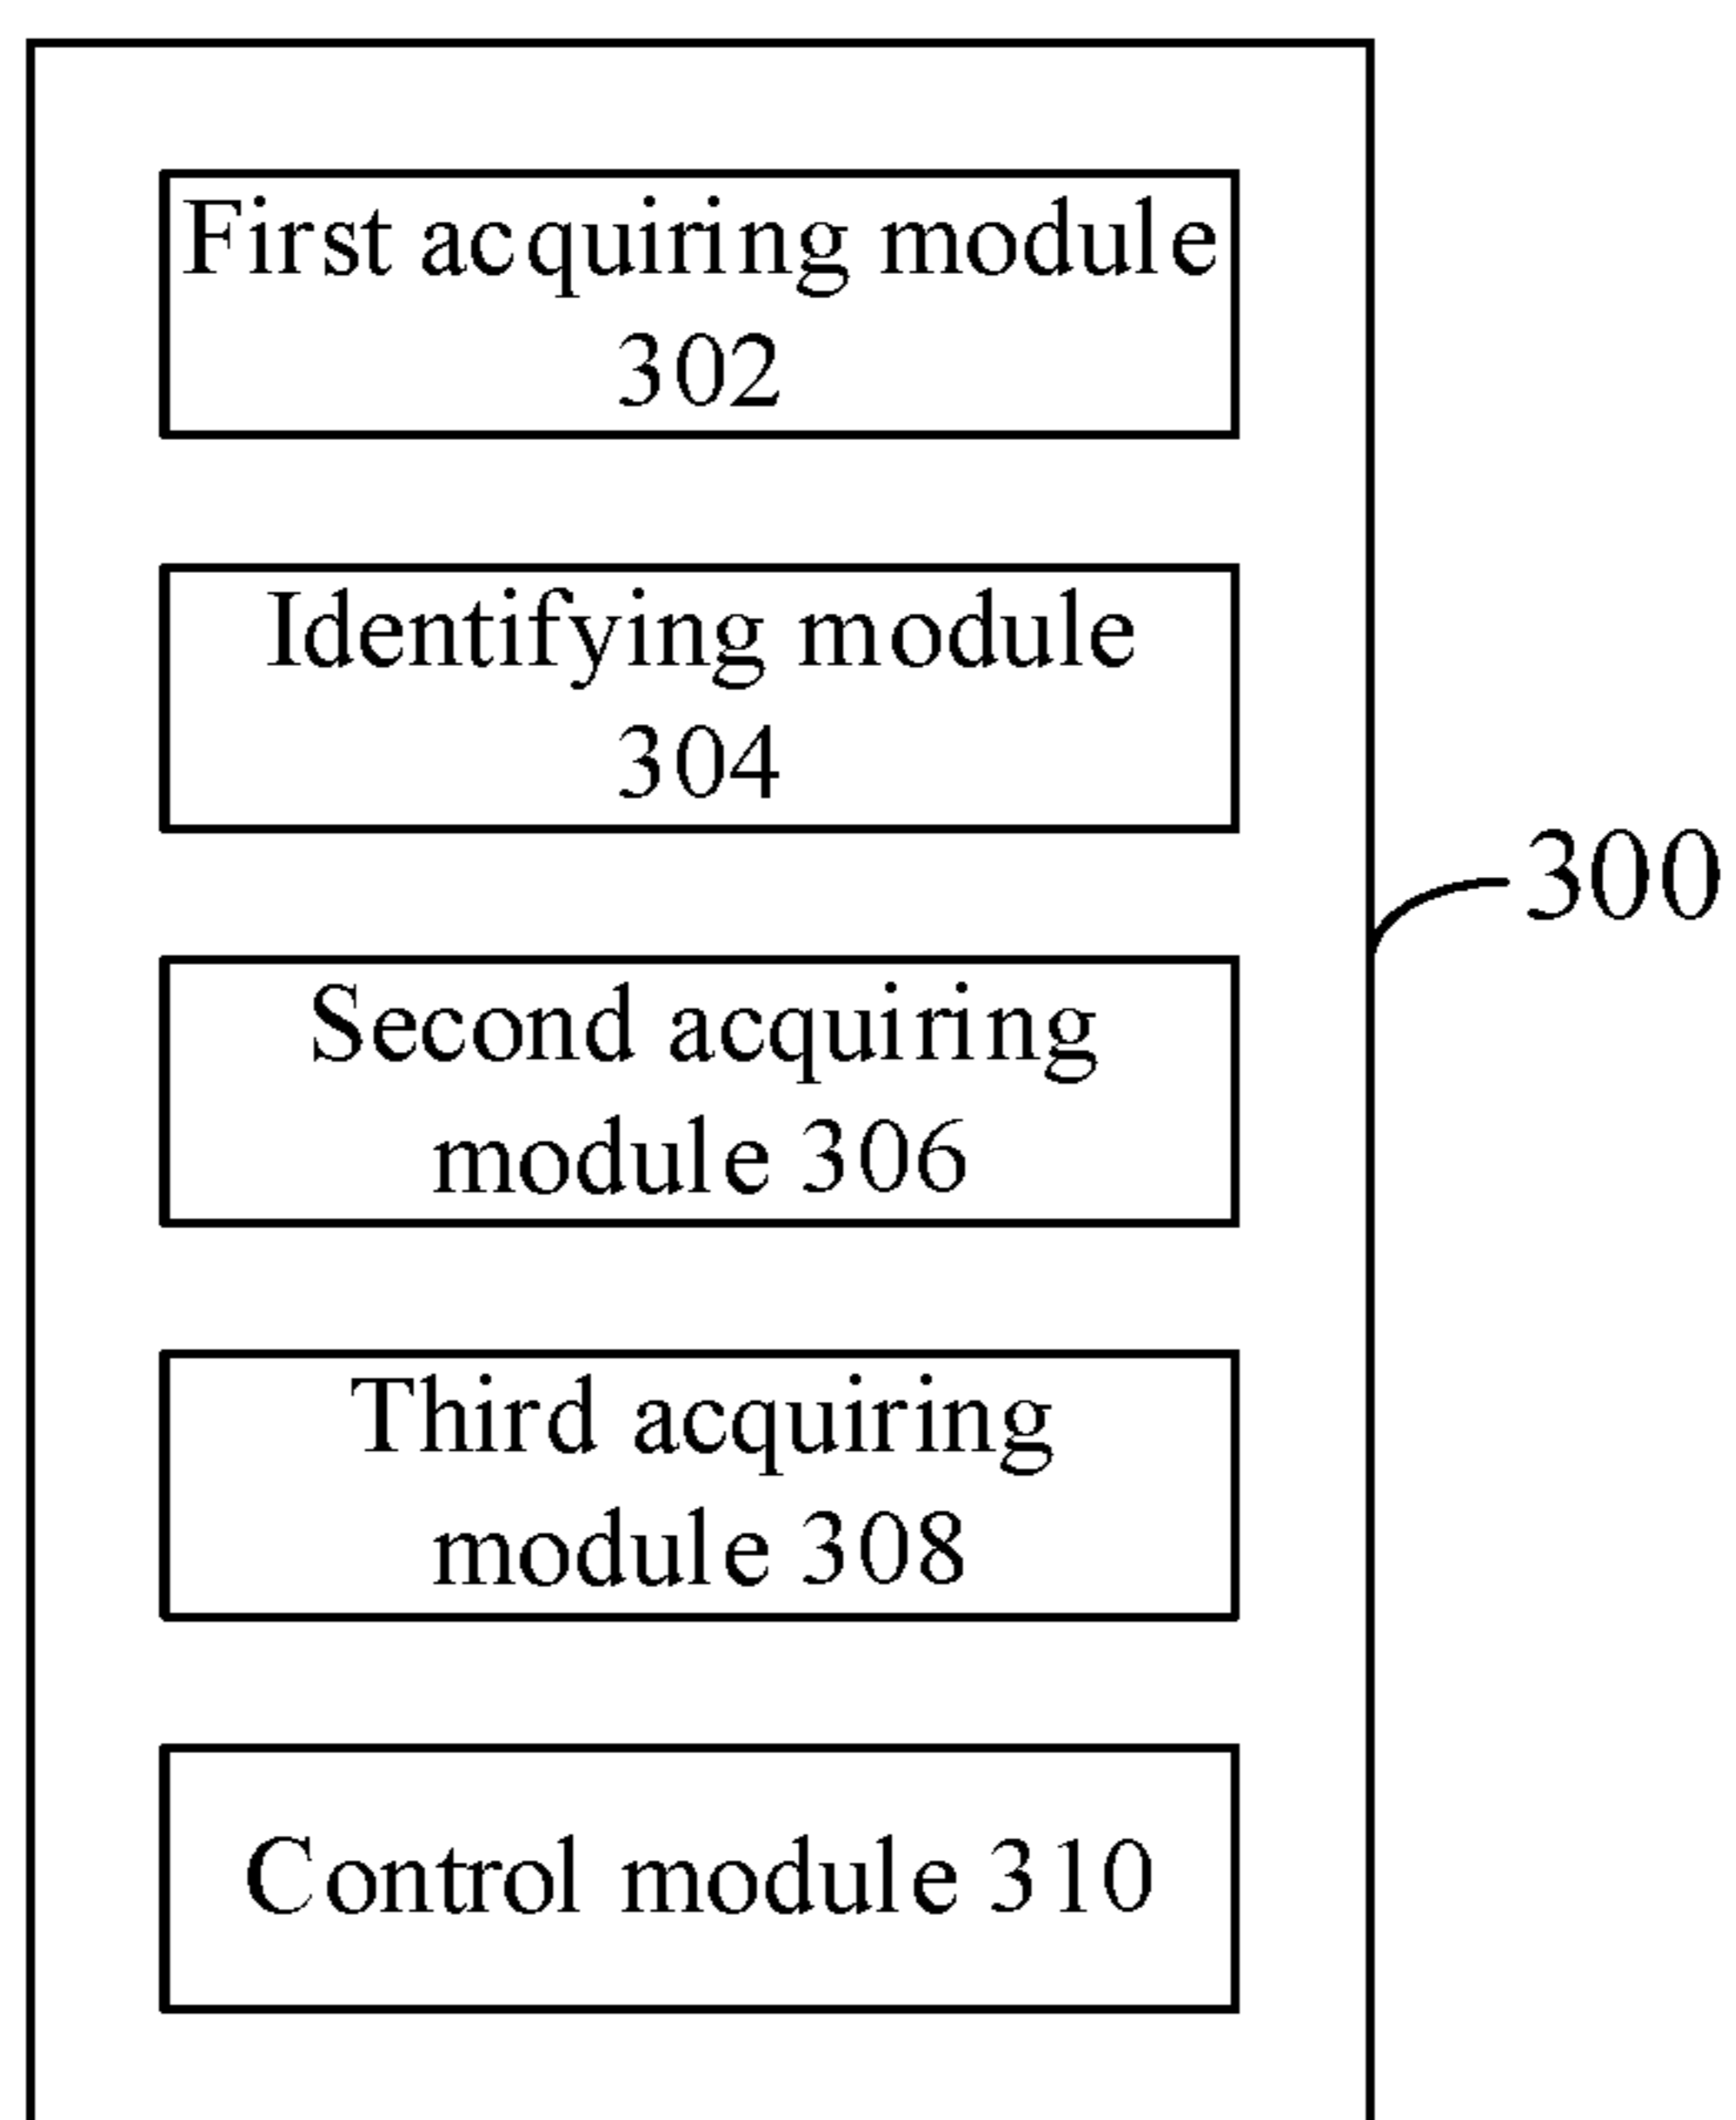 First acquiring module
302
Identifying module
304
300
Second acquiring
module 306
Third acquiring
module 308
Control module 310